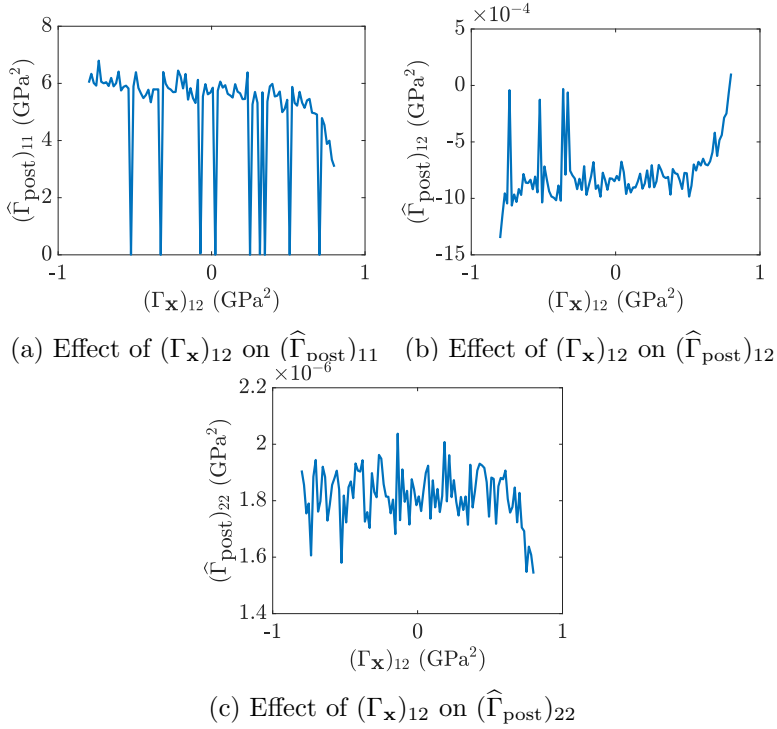 8
6
4
2
0
-1 0 1
(Γ̂post)11 (GPa²)
(Γx)12 (GPa²)
(a) Effect of (Γx)12 on (Γ̂post)11
×10⁻⁴
5
0
-5
-10
-15
-1 0 1
(Γ̂post)12 (GPa²)
(Γx)12 (GPa²)
(b) Effect of (Γx)12 on (Γ̂post)12
×10⁻⁶
2.2
2
1.8
1.6
1.4
-1 0 1
(Γ̂post)22 (GPa²)
(Γx)12 (GPa²)
(c) Effect of (Γx)12 on (Γ̂post)22